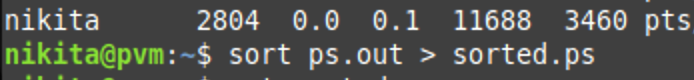 nikita 2804 0.0 0.1 11688 3460 pts
nikita@pvm:~$ sort ps.out > sorted.ps